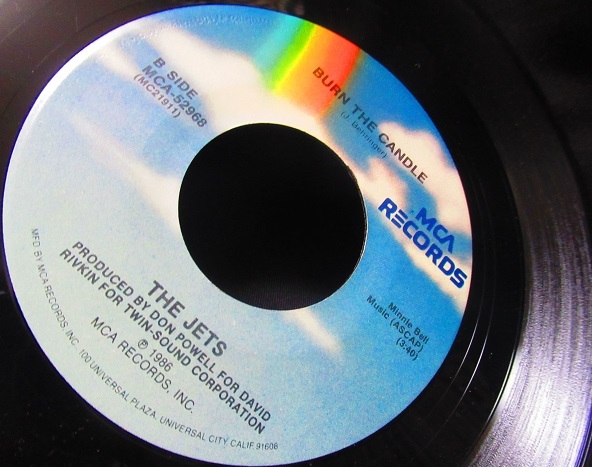 B SIDE
MCA-52968
(MC21911)
BURN THE CANDLE
(J. Beringer)
MCA
RECORDS
Minnie Bell
Music (ASCAP)
(3:40)
THE JETS
PRODUCED BY DON POWELL FOR DAVID
RIVKIN FOR TWIN-SOUND CORPORATION
℗ 1986
MCA RECORDS, INC.
MFD. BY MCA RECORDS, INC. 100 UNIVERSAL PLAZA, UNIVERSAL CITY, CALIF. 91608